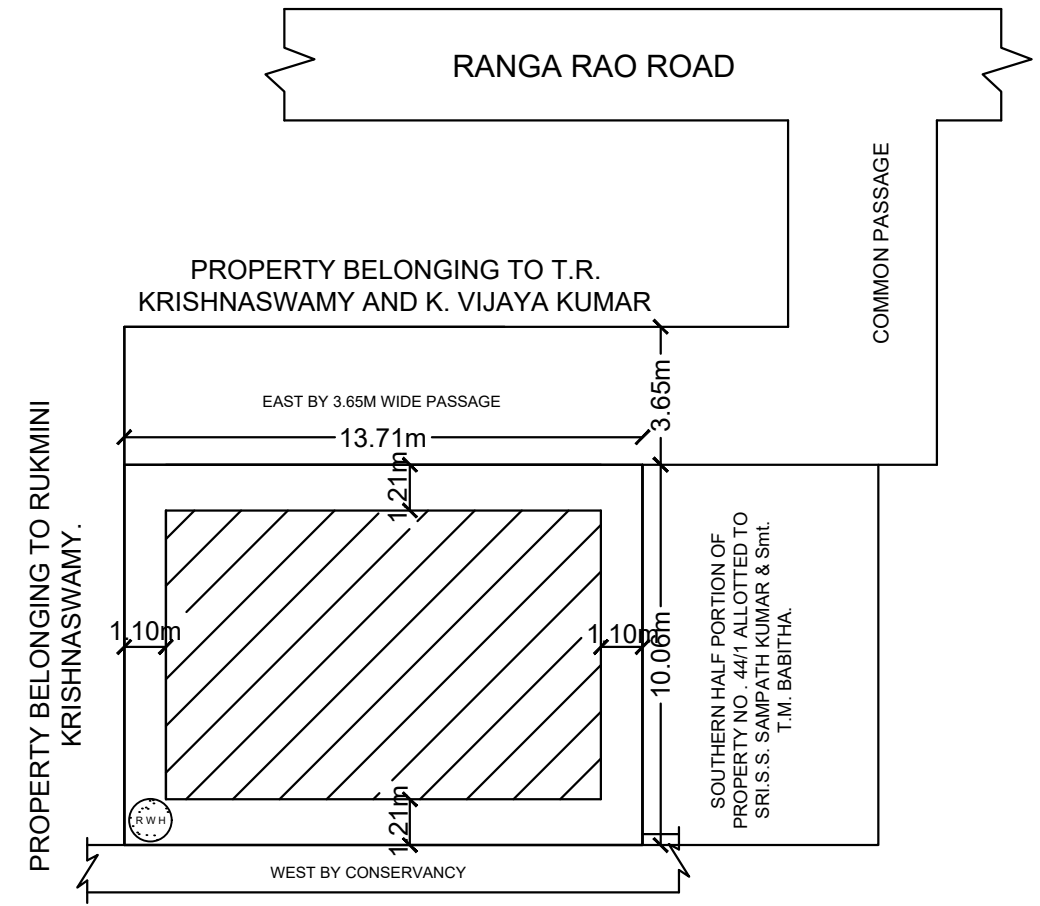 RANGA RAO ROAD
COMMON PASSAGE
PROPERTY BELONGING TO T.R.
KRISHNASWAMY AND K. VIJAYA KUMAR
3.65m
EAST BY 3.65M WIDE PASSAGE
13.71m
1.21m
PROPERTY BELONGING TO RUKMINI
KRISHNASWAMY.
1.10m
1.10m
10.06m
SOUTHERN HALF PORTION OF
PROPERTY NO . 44/1 ALLOTTED TO
SRI.S.S. SAMPATH KUMAR & Smt.
T.M. BABITHA.
1.21m
R W H
WEST BY CONSERVANCY